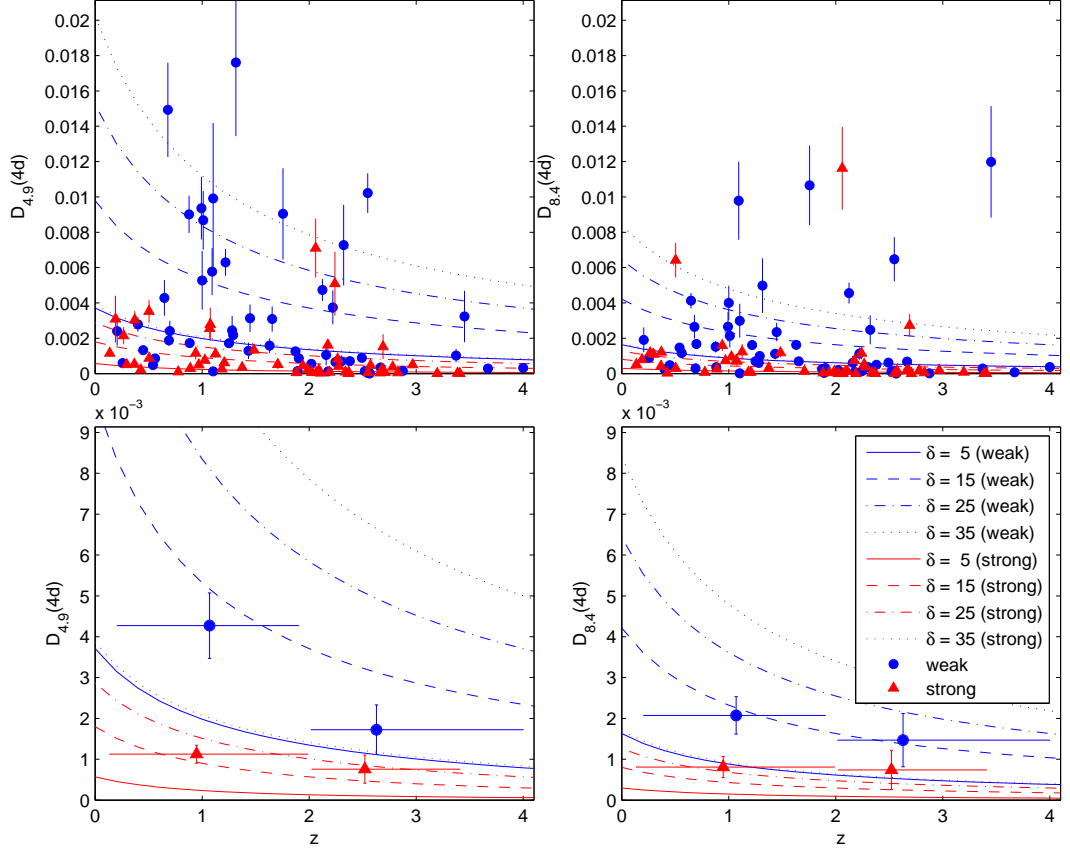 0.02
0.018
0.016
0.014
0.012
0.01
0.008
0.006
0.004
0.002
0
D4.9(4d)
0 1 2 3 4
z
0.02
0.018
0.016
0.014
0.012
0.01
0.008
0.006
0.004
0.002
0
D8.4(4d)
0 1 2 3 4
z
x 10^-3
9
8
7
6
5
4
3
2
1
0
D4.9(4d)
0 1 2 3 4
z
x 10^-3
9
8
7
6
5
4
3
2
1
0
D8.4(4d)
0 1 2 3 4
z
δ = 5 (weak)
δ = 15 (weak)
δ = 25 (weak)
δ = 35 (weak)
δ = 5 (strong)
δ = 15 (strong)
δ = 25 (strong)
δ = 35 (strong)
weak
strong